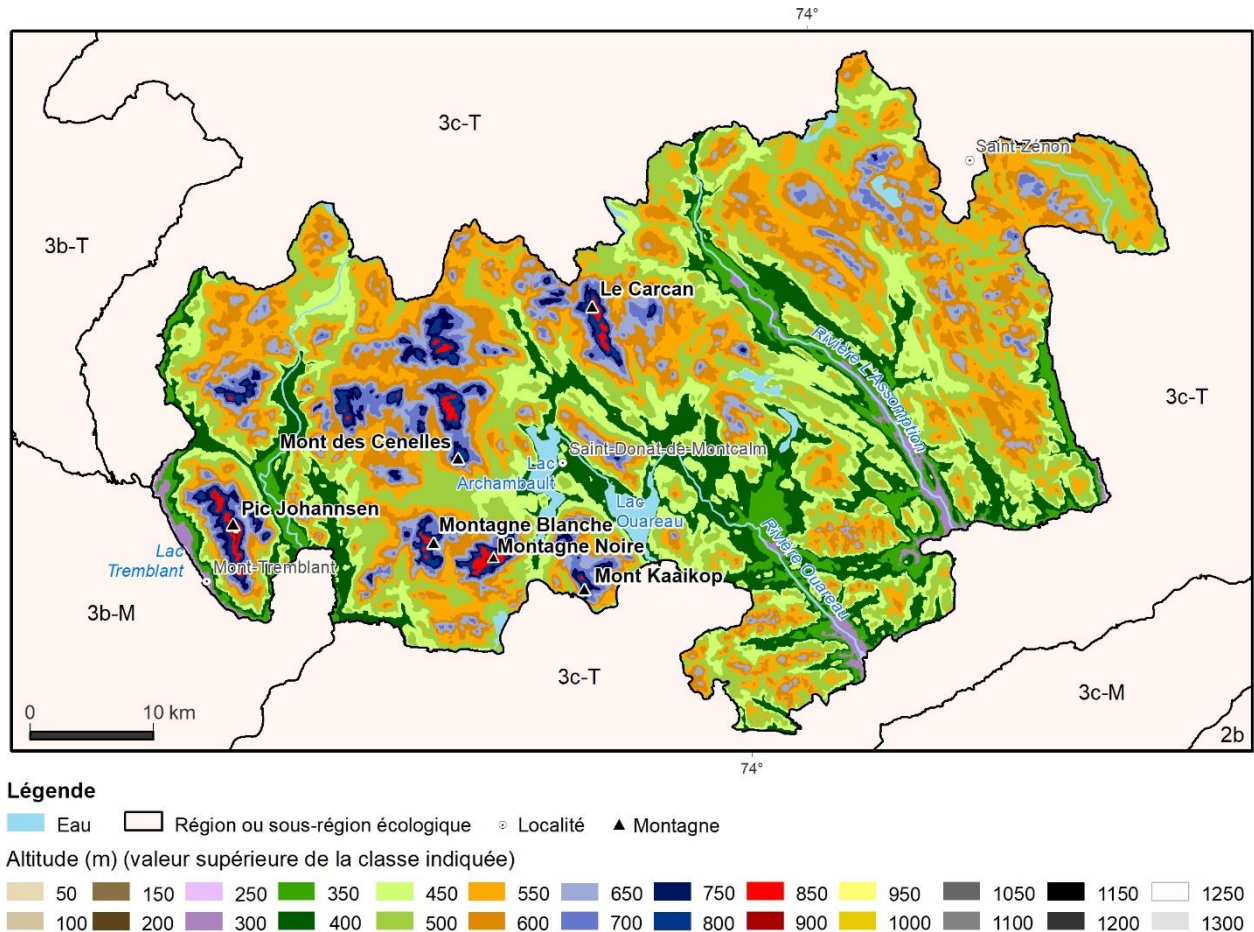 74°
3c-T
Saint-Zénon
3b-T
Le Carcan
Rivière L'Assomption
3c-T
Mont des Cenelles
Saint-Donat-de-Montcalm
Lac
Archambault
Lac
Ouareau
Pic Johannsen
Montagne Blanche
Montagne Noire
Lac
Tremblant
Mont-Tremblant
Mont Kaaikop
Rivière Ouareau
3b-M
3c-T
3c-M
0 10 km
2b
74°
Légende
Eau Région ou sous-région écologique Localité Montagne
Altitude (m) (valeur supérieure de la classe indiquée)
50 150 250 350 450 550 650 750 850 950 1050 1150 1250
100 200 300 400 500 600 700 800 900 1000 1100 1200 1300